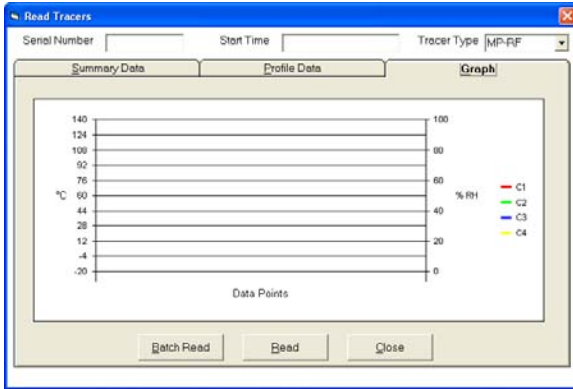 Read Tracers
Serial Number Start Time Tracer Type MP-RF
Summary Data Profile Data Graph
140 100
124
108 80
92
76 60
°C 60 % RH
44 40
28
12 20
-4
-20 0
C1
C2
C3
C4
Data Points
Batch Read Read Close